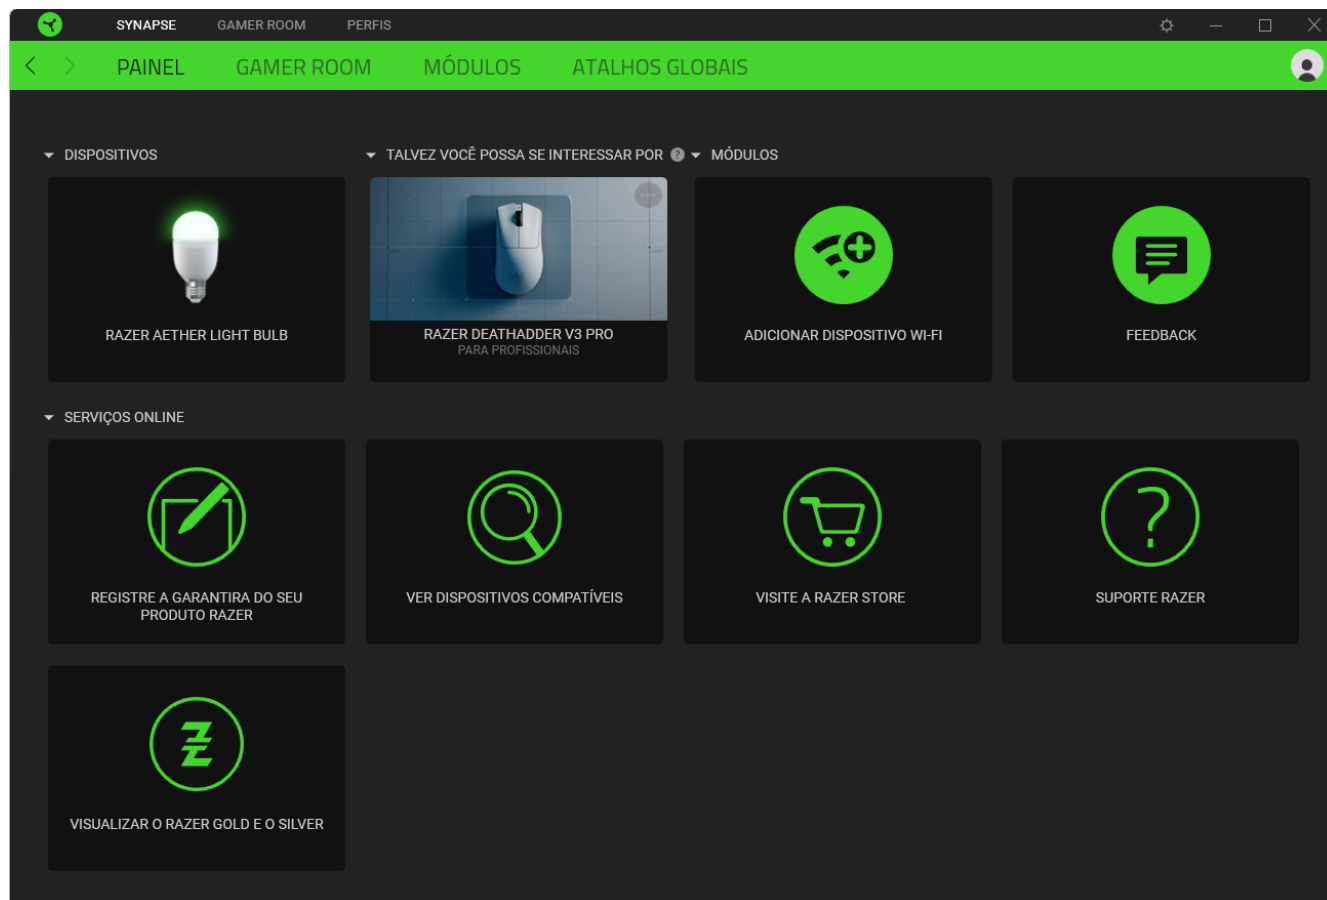 SYNAPSE GAMER ROOM PERFIS
PAINEL GAMER ROOM MÓDULOS ATALHOS GLOBAIS
DISPOSITIVOS
RAZER AETHER LIGHT BULB
TALVEZ VOCÊ POSSA SE INTERESSAR POR
RAZER DEATHADDER V3 PRO
PARA PROFISSIONAIS
MÓDULOS
ADICIONAR DISPOSITIVO WI-FI
FEEDBACK
SERVIÇOS ONLINE
REGISTRE A GARANTIRA DO SEU
PRODUTO RAZER
VER DISPOSITIVOS COMPATÍVEIS
VISITE A RAZER STORE
SUPORTE RAZER
VISUALIZAR O RAZER GOLD E O SILVER